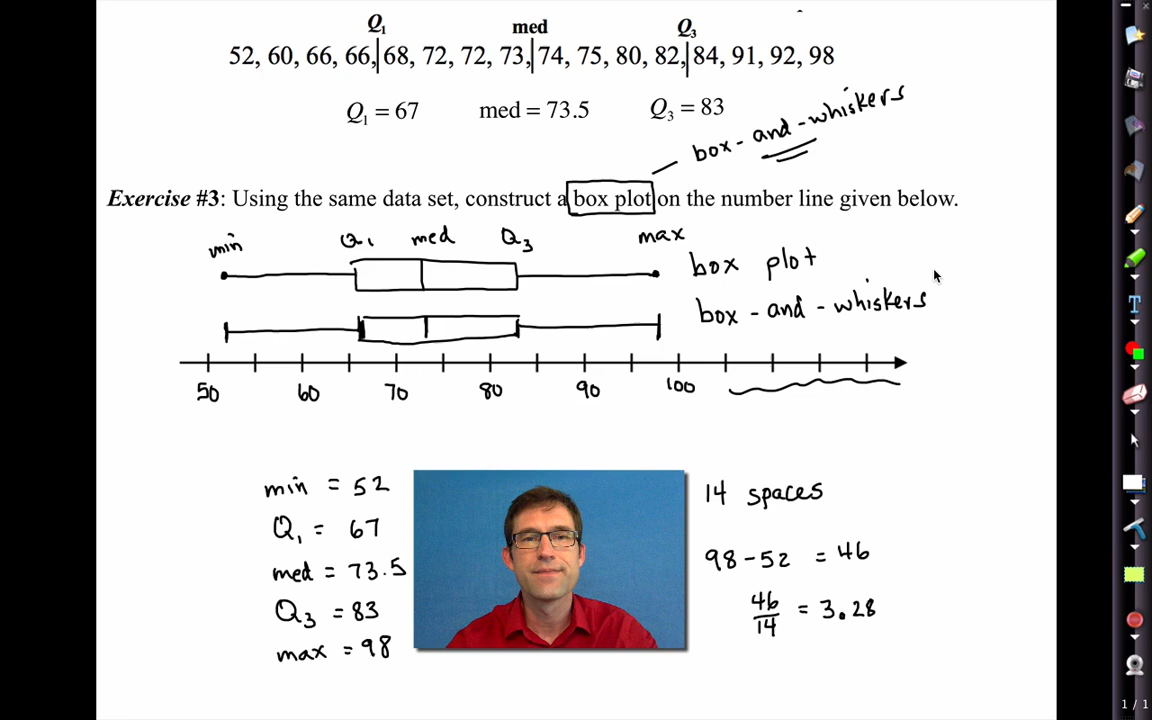 Q₁ med Q₃
52, 60, 66, 66, 68, 72, 72, 73, 74, 75, 80, 82, 84, 91, 92, 98
Q₁ = 67 med = 73.5 Q₃ = 83
box-and-whiskers
Exercise #3: Using the same data set, construct a box plot on the number line given below.
min Q₁ med Q₃ max
box plot
box-and-whiskers
50 60 70 80 90 100
min = 52
Q₁ = 67
med = 73.5
Q₃ = 83
max = 98
14 spaces
98-52 = 46
46/14 = 3.28
1 / 1